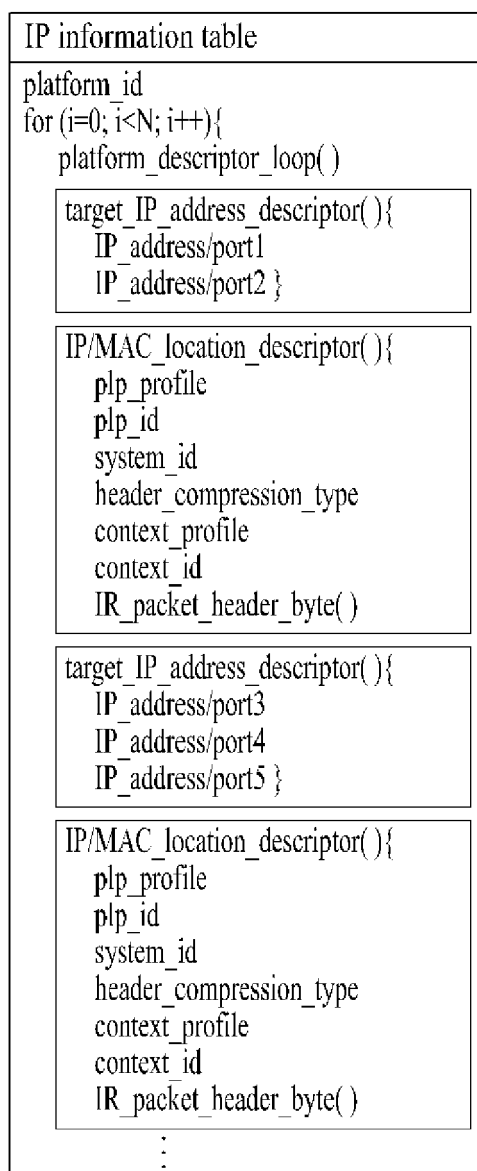 IP information table
platform_id
for (i=0; i<N; i++){
platform_descriptor_loop( )
target_IP_address_descriptor( ){
IP_address/port1
IP_address/port2 }
IP/MAC_location_descriptor( ){
plp_profile
plp_id
system_id
header_compression_type
context_profile
context_id
IR_packet_header_byte( )
target_IP_address_descriptor( ){
IP_address/port3
IP_address/port4
IP_address/port5 }
IP/MAC_location_descriptor( ){
plp_profile
plp_id
system_id
header_compression_type
context_profile
context_id
IR_packet_header_byte( )
⋮